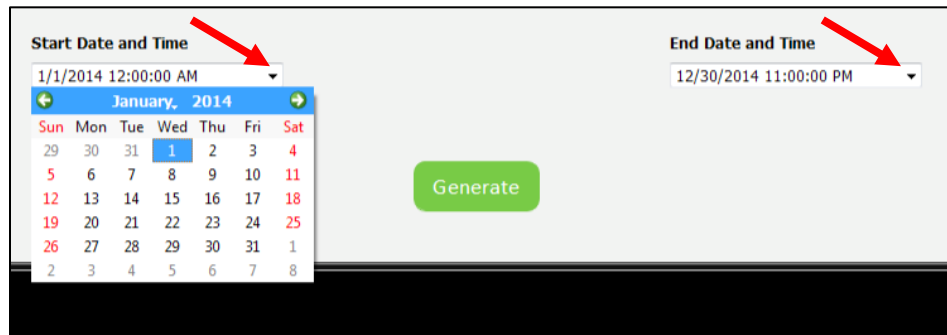 Start Date and Time
End Date and Time
1/1/2014 12:00:00 AM
12/30/2014 11:00:00 PM
January, 2014
Sun Mon Tue Wed Thu Fri Sat
29 30 31 1 2 3 4
5 6 7 8 9 10 11
12 13 14 15 16 17 18
19 20 21 22 23 24 25
26 27 28 29 30 31 1
2 3 4 5 6 7 8
Generate